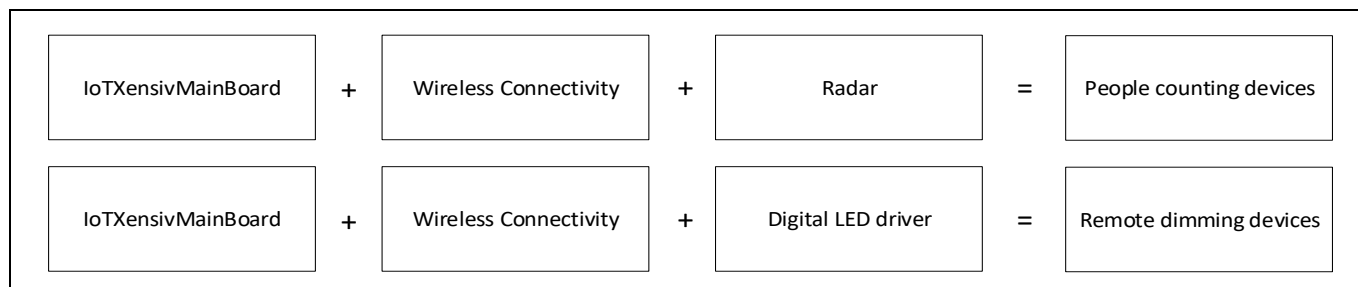 IoTXensivMainBoard + Wireless Connectivity + Radar = People counting devices
IoTXensivMainBoard + Wireless Connectivity + Digital LED driver = Remote dimming devices